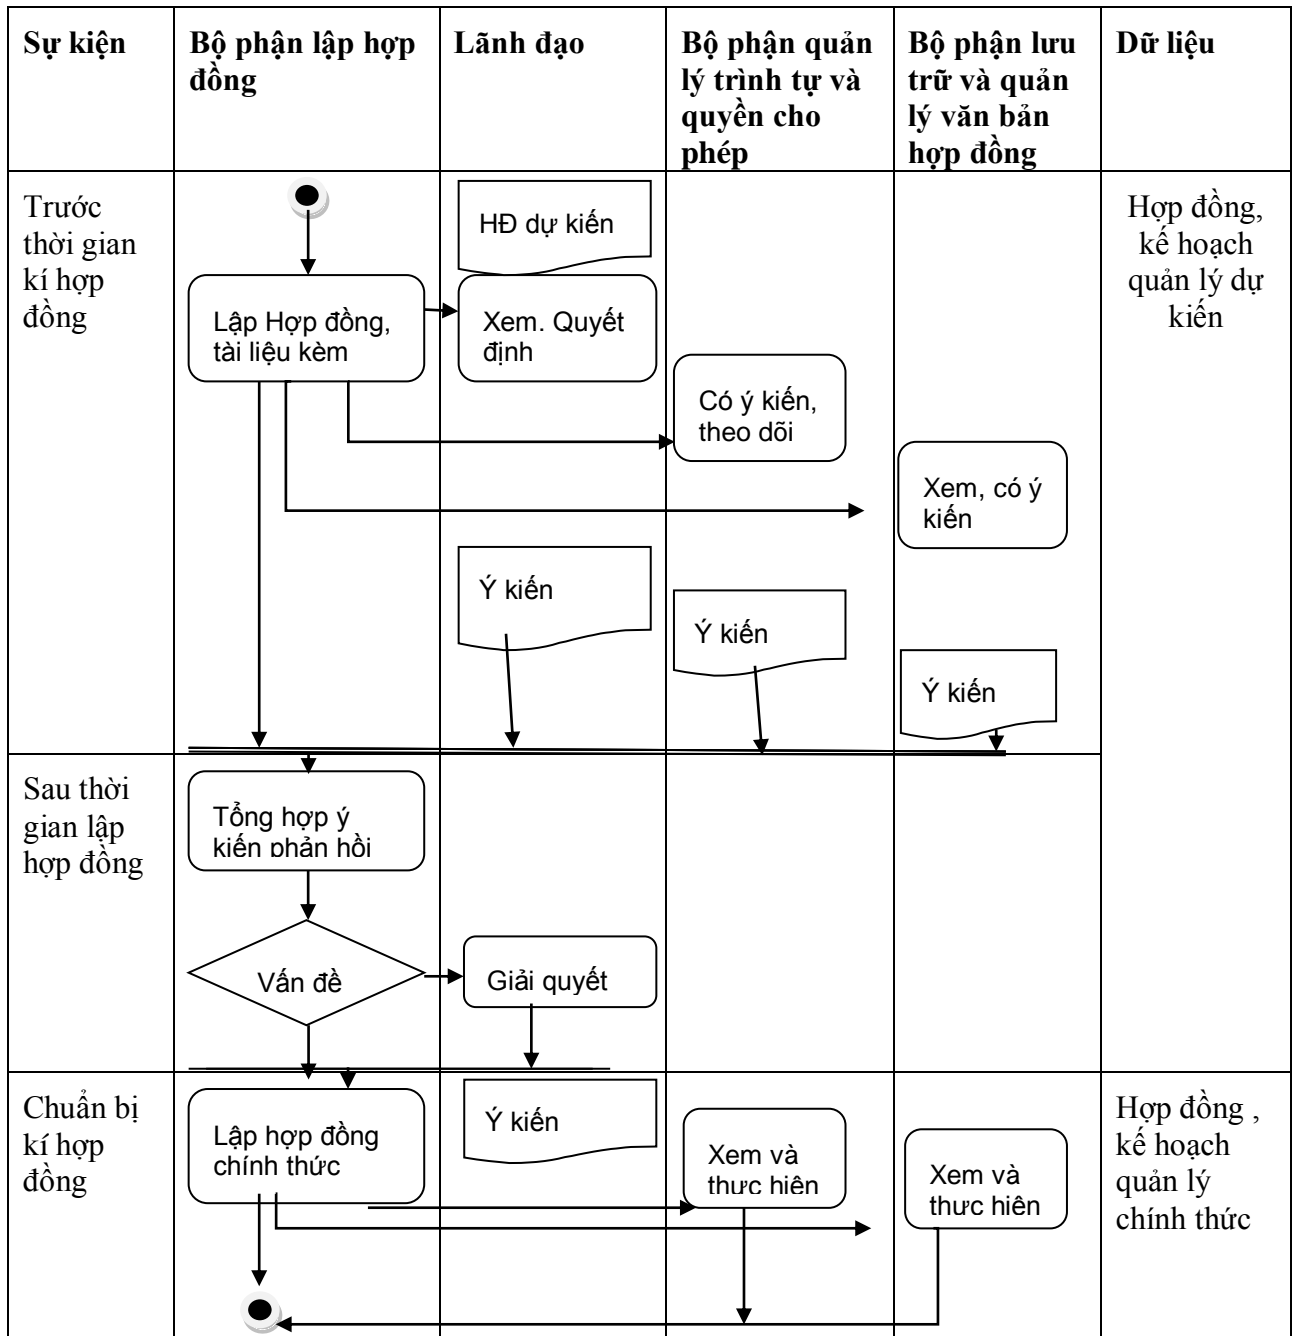 Sự kiện
Bộ phận lập hợp
đồng
Lãnh đạo
Bộ phận quản
lý trình tự và
quyền cho
phép
Bộ phận lưu
trữ và quản
lý văn bản
hợp đồng
Dữ liệu
Trước
thời gian
kí hợp
đồng
HĐ dự kiến
Lập Hợp đồng,
tài liệu kèm
Xem. Quyết
định
Có ý kiến,
theo dõi
Xem, có ý
kiến
Ý kiến
Ý kiến
Ý kiến
Hợp đồng,
kế hoạch
quản lý dự
kiến
Sau thời
gian lập
hợp đồng
Tổng hợp ý
kiến phản hồi
Vấn đề
Giải quyết
Chuẩn bị
kí hợp
đồng
Lập hợp đồng
chính thức
Ý kiến
Xem và
thực hiện
Xem và
thực hiện
Hợp đồng ,
kế hoạch
quản lý
chính thức